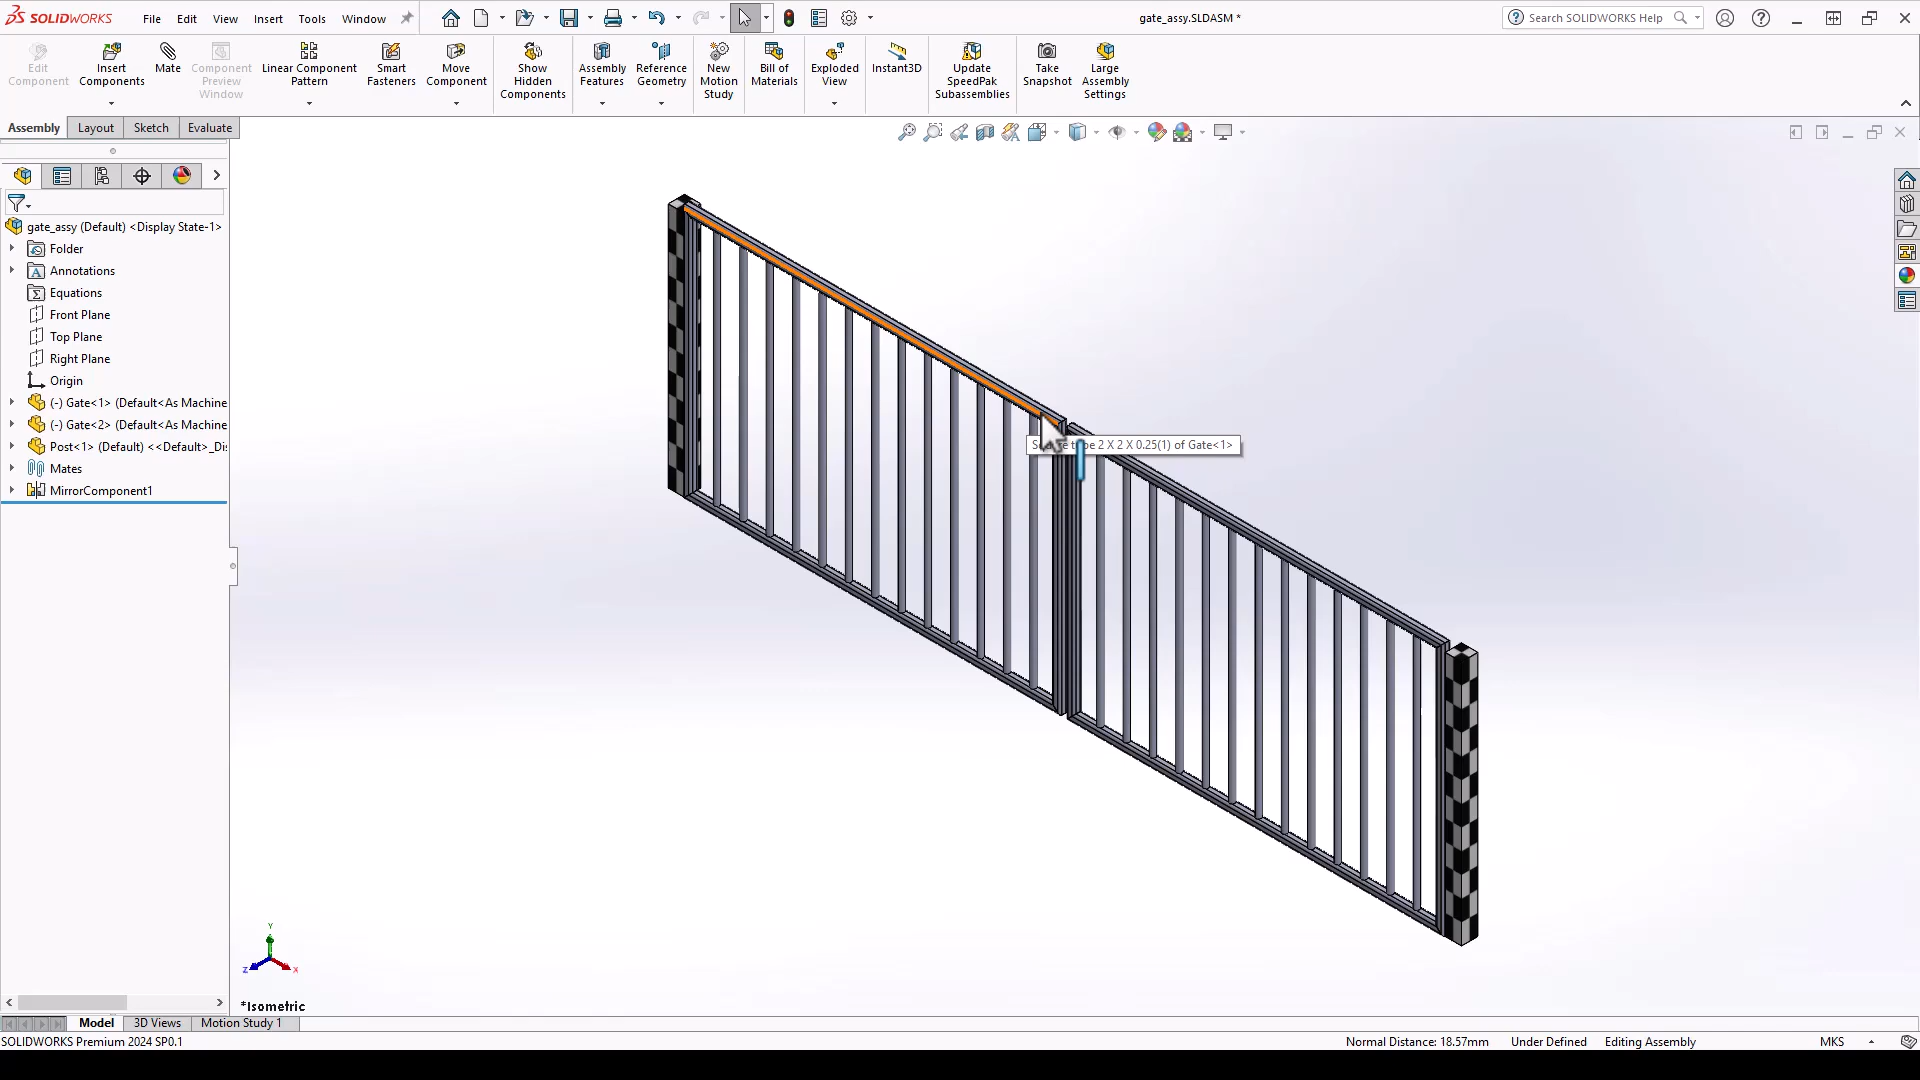 SOLIDWORKS
File
Edit
View
Insert
Tools
Window
gate_assy.SLDASM *
Search SOLIDWORKS Help
Edit
Component
Insert
Components
Mate
Component
Preview
Window
Linear Component
Pattern
Smart
Fasteners
Move
Component
Show
Hidden
Components
Assembly
Features
Reference
Geometry
New
Motion
Study
Bill of
Materials
Exploded
View
Instant3D
Update
SpeedPak
Subassemblies
Take
Snapshot
Large
Assembly
Settings
Assembly
Layout
Sketch
Evaluate
gate_assy (Default) <Display State-1>
Folder
Annotations
Equations
Front Plane
Top Plane
Right Plane
Origin
(-) Gate<1> (Default<As Machine
(-) Gate<2> (Default<As Machine
Post<1> (Default) <<Default>_Di
Mates
MirrorComponent1
2 X 2 X 0.25(1) of Gate<1>
Y
Z
X
*Isometric
Model
3D Views
Motion Study 1
SOLIDWORKS Premium 2024 SP0.1
Normal Distance: 18.57mm
Under Defined
Editing Assembly
MKS